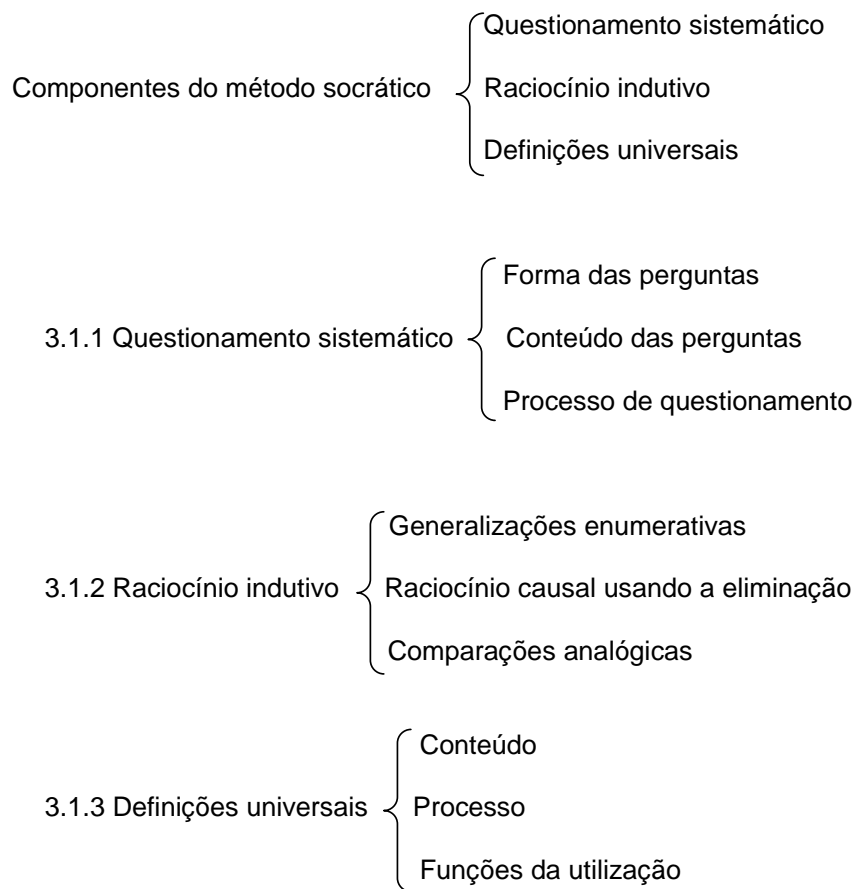 Questionamento sistemático
Componentes do método socrático
Raciocínio indutivo
Definições universais
Forma das perguntas
3.1.1 Questionamento sistemático
Conteúdo das perguntas
Processo de questionamento
Generalizações enumerativas
3.1.2 Raciocínio indutivo
Raciocínio causal usando a eliminação
Comparações analógicas
Conteúdo
3.1.3 Definições universais
Processo
Funções da utilização